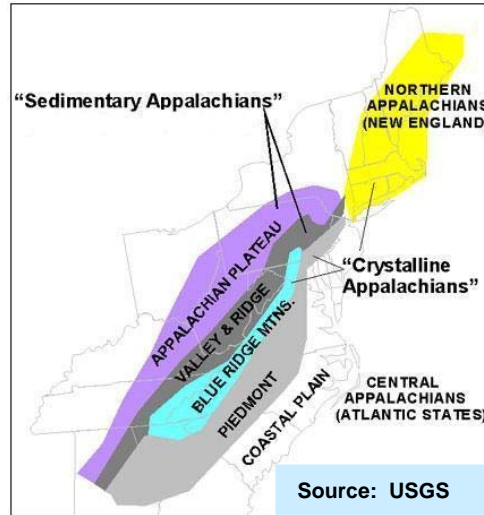 NORTHERN
APPALACHIANS
(NEW ENGLAND)
“Sedimentary Appalachians”
“Crystalline
Appalachians”
APPALACHIAN PLATEAU
VALLEY & RIDGE
BLUE RIDGE MTNS.
PIEDMONT
COASTAL PLAIN
CENTRAL
APPALACHIANS
(ATLANTIC STATES)
Source: USGS